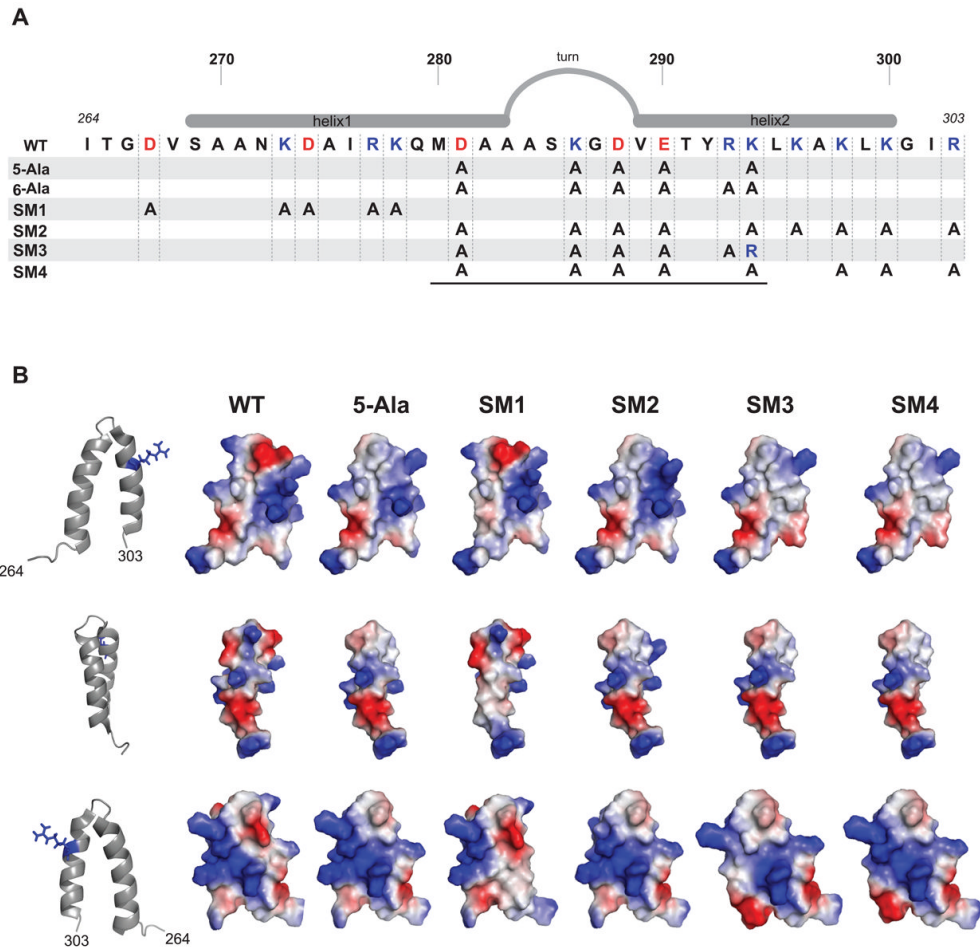 A
270 280 290 300
turn
264 helix1 helix2 303
WT I T G D V S A A N K D A I R K Q M D A A A S K G D V E T Y R K L K A K L K G I R
5-Ala A A A A A
6-Ala A A A A A A
SM1 A A A A A
SM2 A A A A A A A A A
SM3 A A A A A R
SM4 A A A A A A A A
B
WT 5-Ala SM1 SM2 SM3 SM4
264 303
303 264